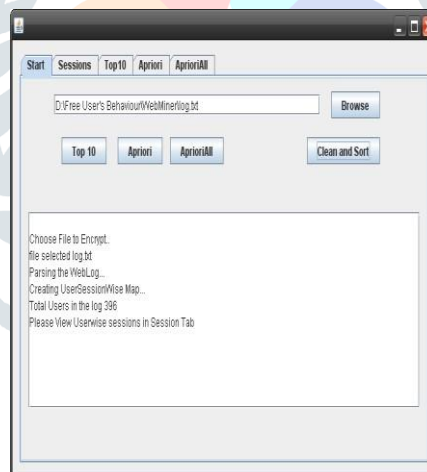 Start Sessions Top10 Apriori AprioriAll
D:\Free User's Behaviour\WebMiner\log.txt Browse
Top 10 Apriori AprioriAll Clean and Sort
Choose File to Encrypt..
file selected log.txt
Parsing the WebLog...
Creating UserSessionWise Map...
Total Users in the log 396
Please View Userwise sessions in Session Tab